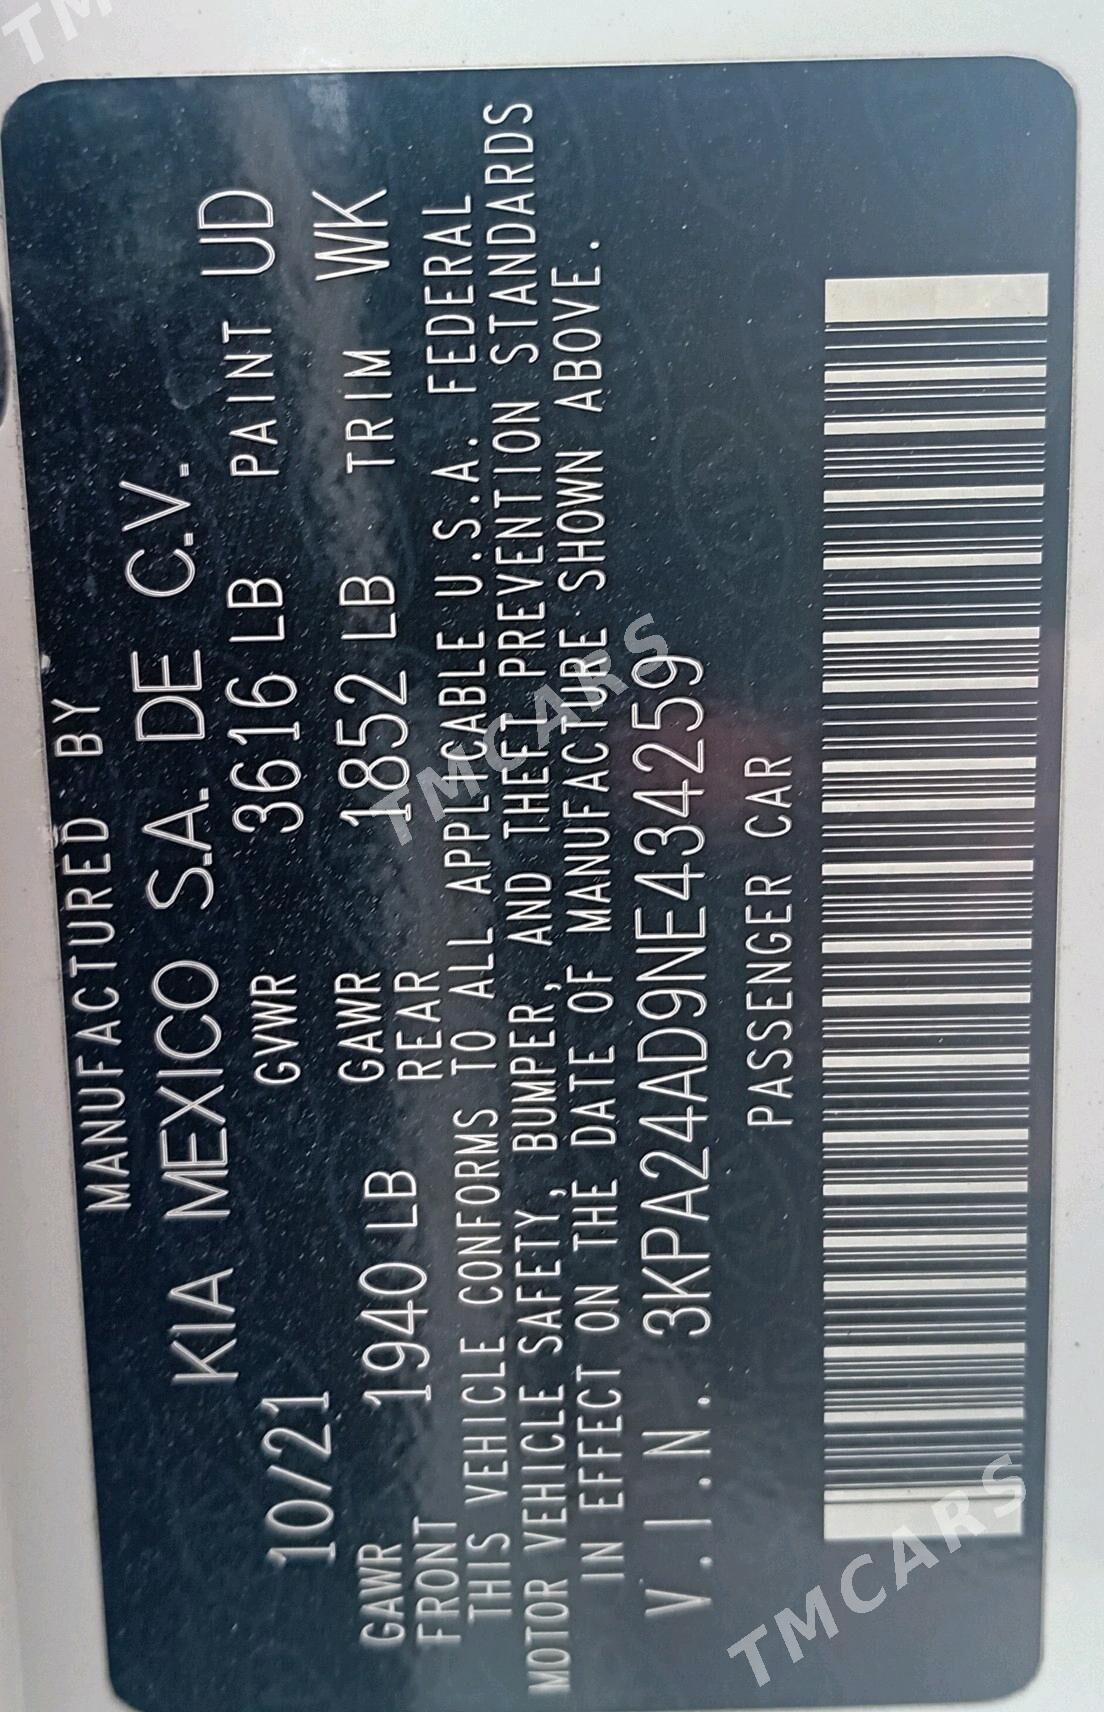 MANUFACTURED BY
KIA MEXICO S.A. DE C.V.
10/21 GVWR 3616 LB PAINT UD
GAWR FRONT 1940 LB GAWR REAR 1852 LB TRIM WK
THIS VEHICLE CONFORMS TO ALL APPLICABLE U.S.A. FEDERAL
MOTOR VEHICLE SAFETY, BUMPER, AND THEFT PREVENTION STANDARDS
IN EFFECT ON THE DATE OF MANUFACTURE SHOWN ABOVE.
V.I.N. 3KPA24AD9NE434259
PASSENGER CAR
TMCARS
TMCARS